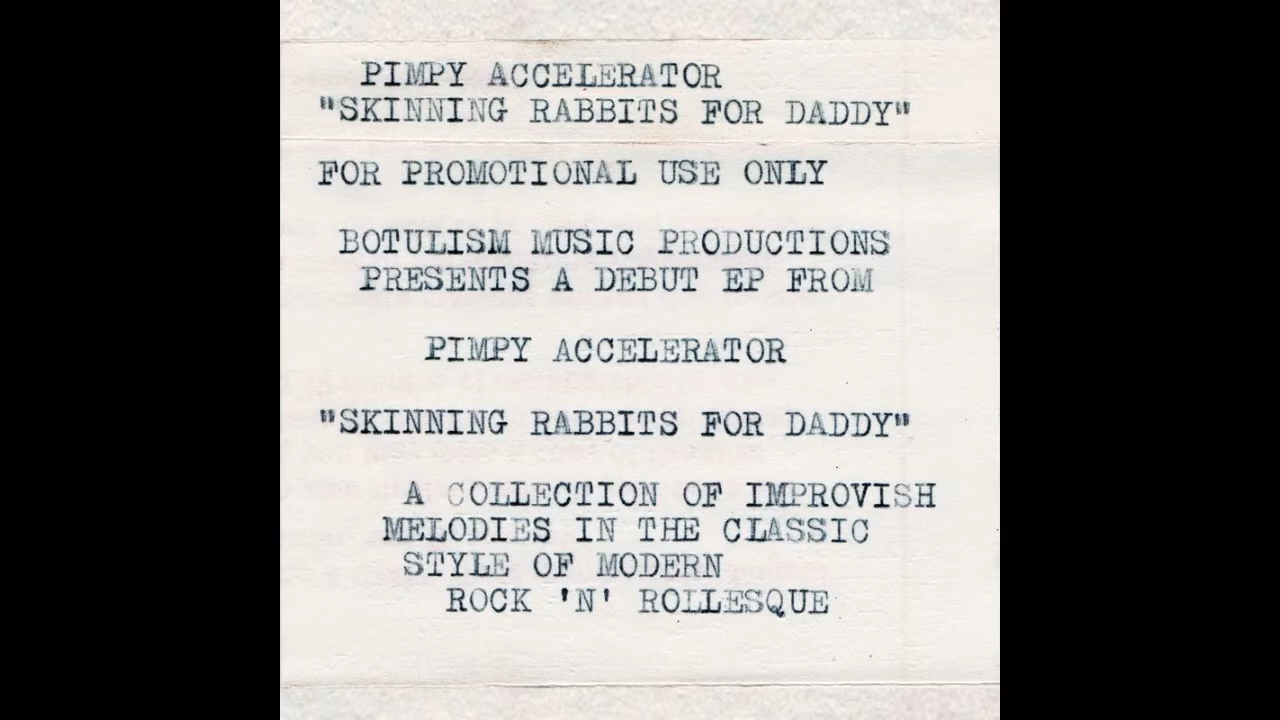 PIMPY ACCELERATOR
"SKINNING RABBITS FOR DADDY"
FOR PROMOTIONAL USE ONLY
BOTULISM MUSIC PRODUCTIONS
PRESENTS A DEBUT EP FROM
PIMPY ACCELERATOR
"SKINNING RABBITS FOR DADDY"
A COLLECTION OF IMPROVISH
MELODIES IN THE CLASSIC
STYLE OF MODERN
ROCK 'N' ROLLESQUE